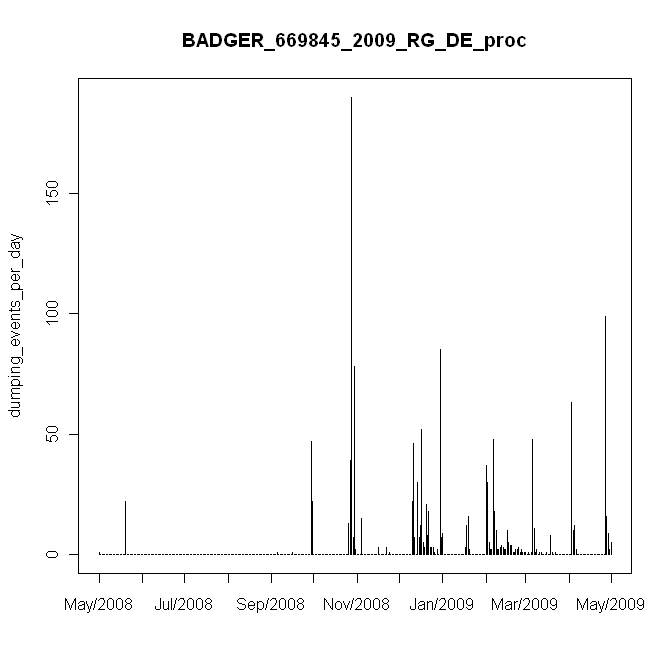 BADGER_669845_2009_RG_DE_proc
dumping_events_per_day
150
100
50
0
May/2008 Jul/2008 Sep/2008 Nov/2008 Jan/2009 Mar/2009 May/2009